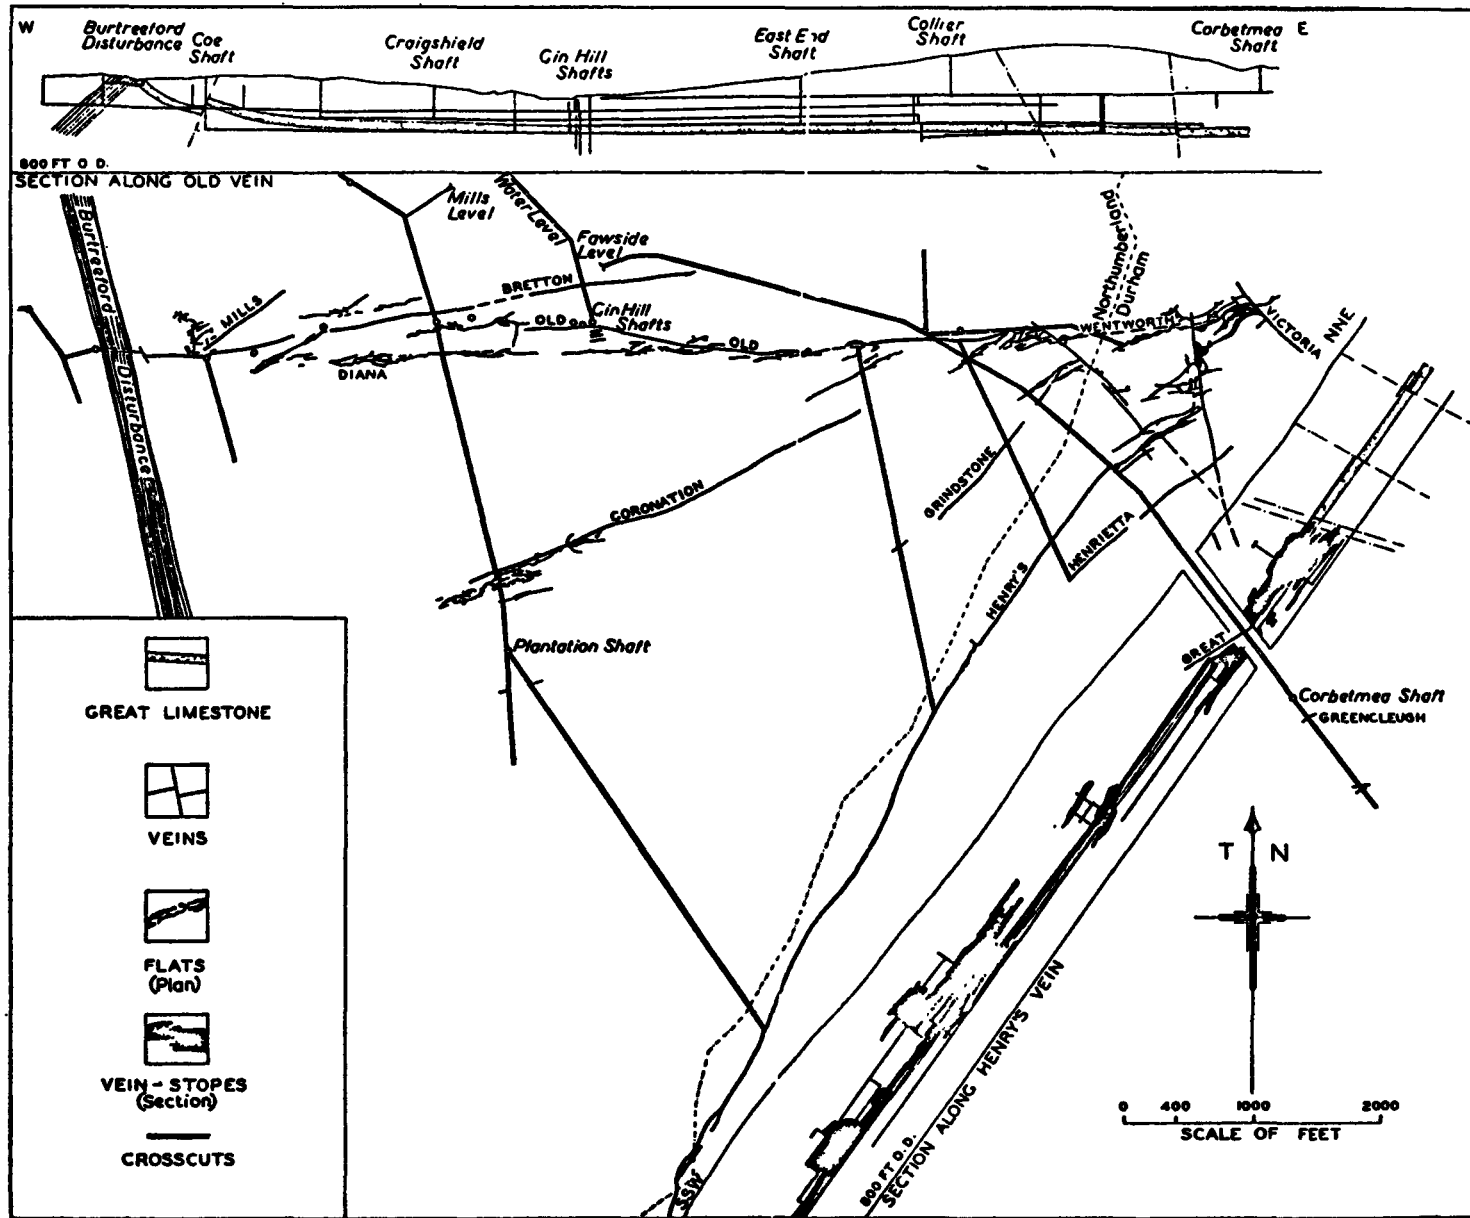 W
Burtreeford
Disturbance
Coe
Shaft
Craigshield
Shaft
Gin Hill
Shafts
East End
Shaft
Collier
Shaft
Corbetmea
Shaft
E
800 FT O.D.
SECTION ALONG OLD VEIN
Burtreeford Disturbance
Mills
Level
Water Level
Fawside
Level
Northumberland
Durham
MILLS
BRETTON
OLD
Gin Hill
Shafts
OLD
DIANA
WENTWORTH
VICTORIA
NNE
CORONATION
GRINDSTONE
HENRIETTA
HENRY'S
GREAT
Plantation Shaft
Corbetmea Shaft
GREENCLEUGH
GREAT LIMESTONE
VEINS
FLATS
(Plan)
VEIN-STOPES
(Section)
CROSSCUTS
SSW
800 FT O.D.
SECTION ALONG HENRY'S VEIN
T N
0 400 1000 2000
SCALE OF FEET